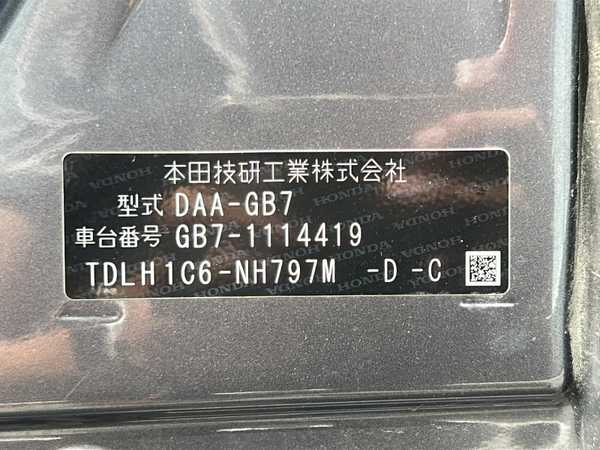 本田技研工業株式会社
型式 DAA-GB7
車台番号 GB7-1114419
TDLH1C6-NH797M -D -C